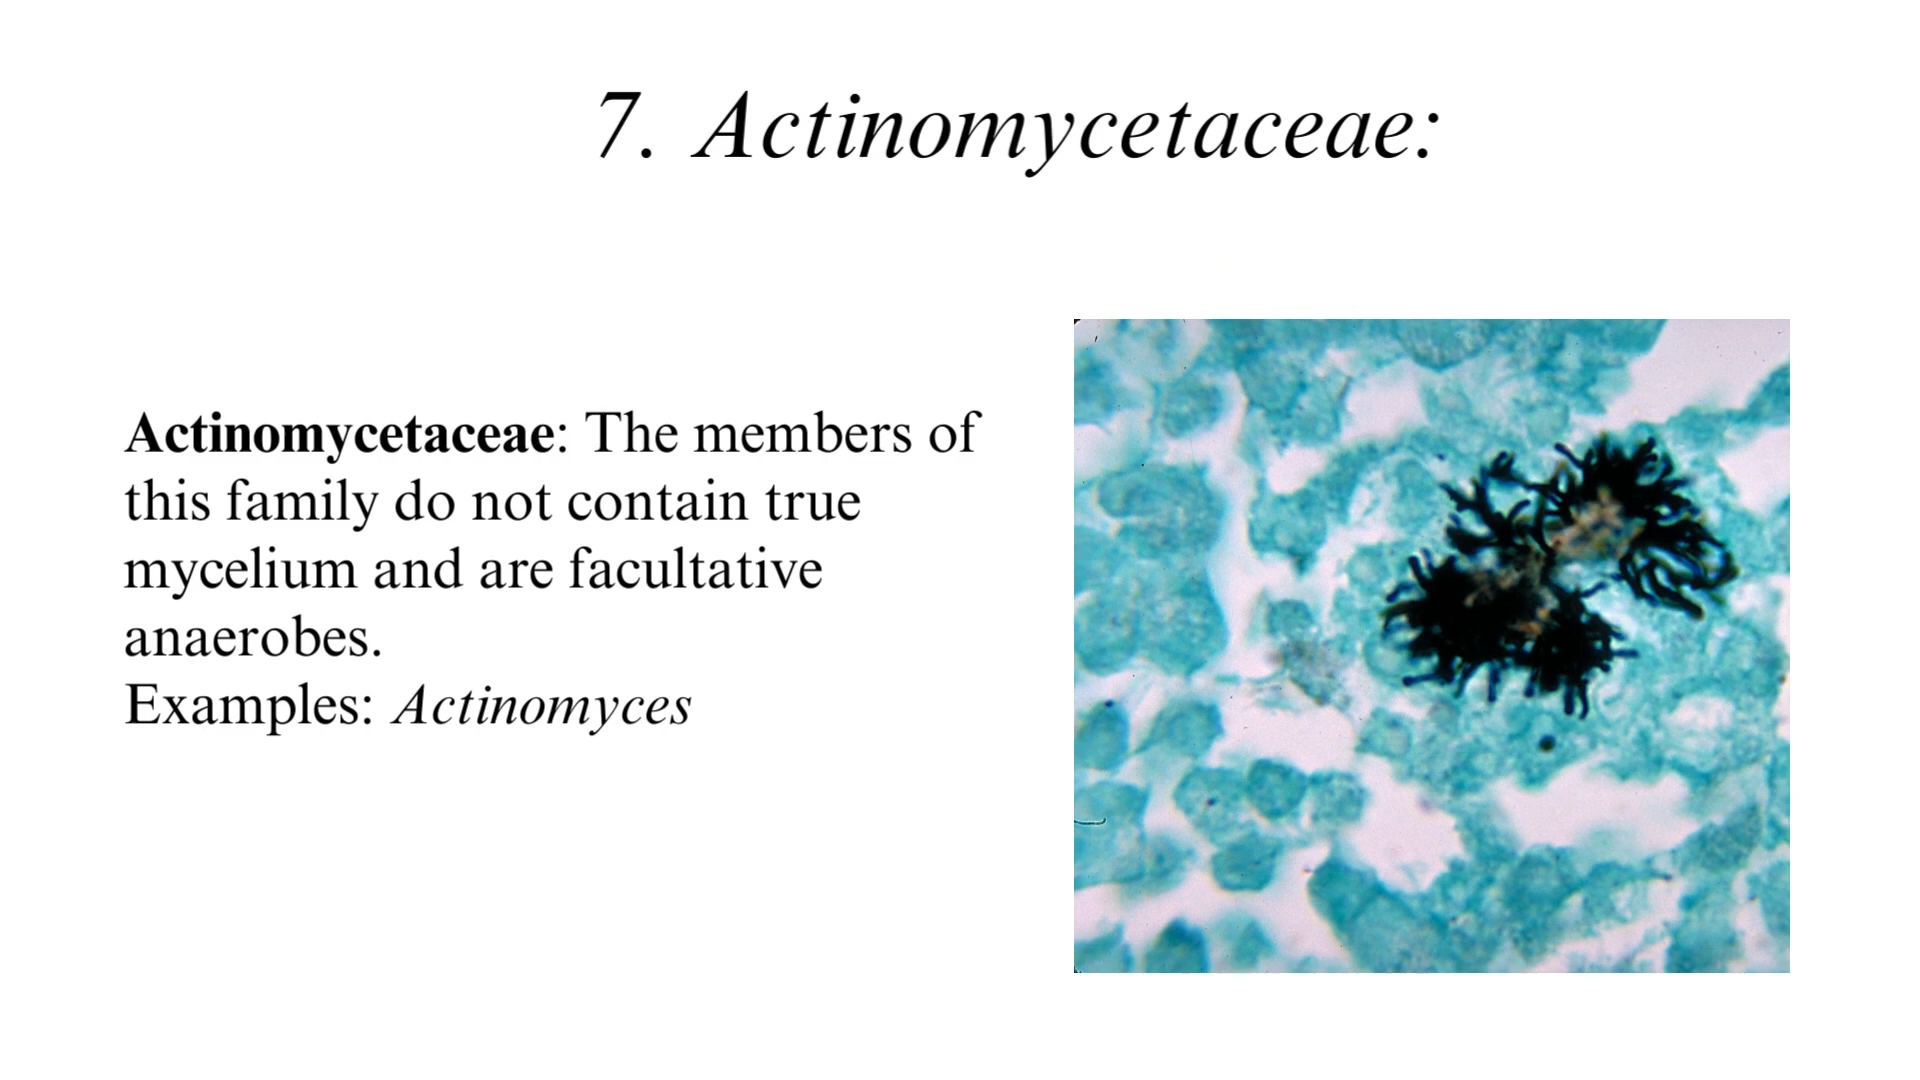 7. Actinomycetaceae:
Actinomycetaceae: The members of
this family do not contain true
mycelium and are facultative
anaerobes.
Examples: Actinomyces